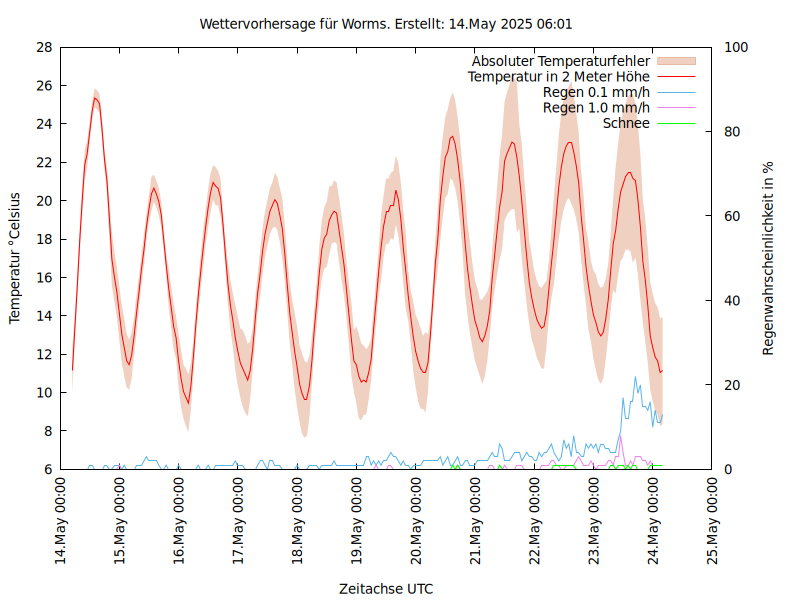 Wettervorhersage für Worms. Erstellt: 14.May 2025 06:01
28
26
24
22
20
18
16
14
12
10
8
6
100
80
60
40
20
0
Absoluter Temperaturfehler
Temperatur in 2 Meter Höhe
Regen 0.1 mm/h
Regen 1.0 mm/h
Schnee
Temperatur °Celsius
Regenwahrscheinlichkeit in %
14.May 00:00
15.May 00:00
16.May 00:00
17.May 00:00
18.May 00:00
19.May 00:00
20.May 00:00
21.May 00:00
22.May 00:00
23.May 00:00
24.May 00:00
25.May 00:00
Zeitachse UTC